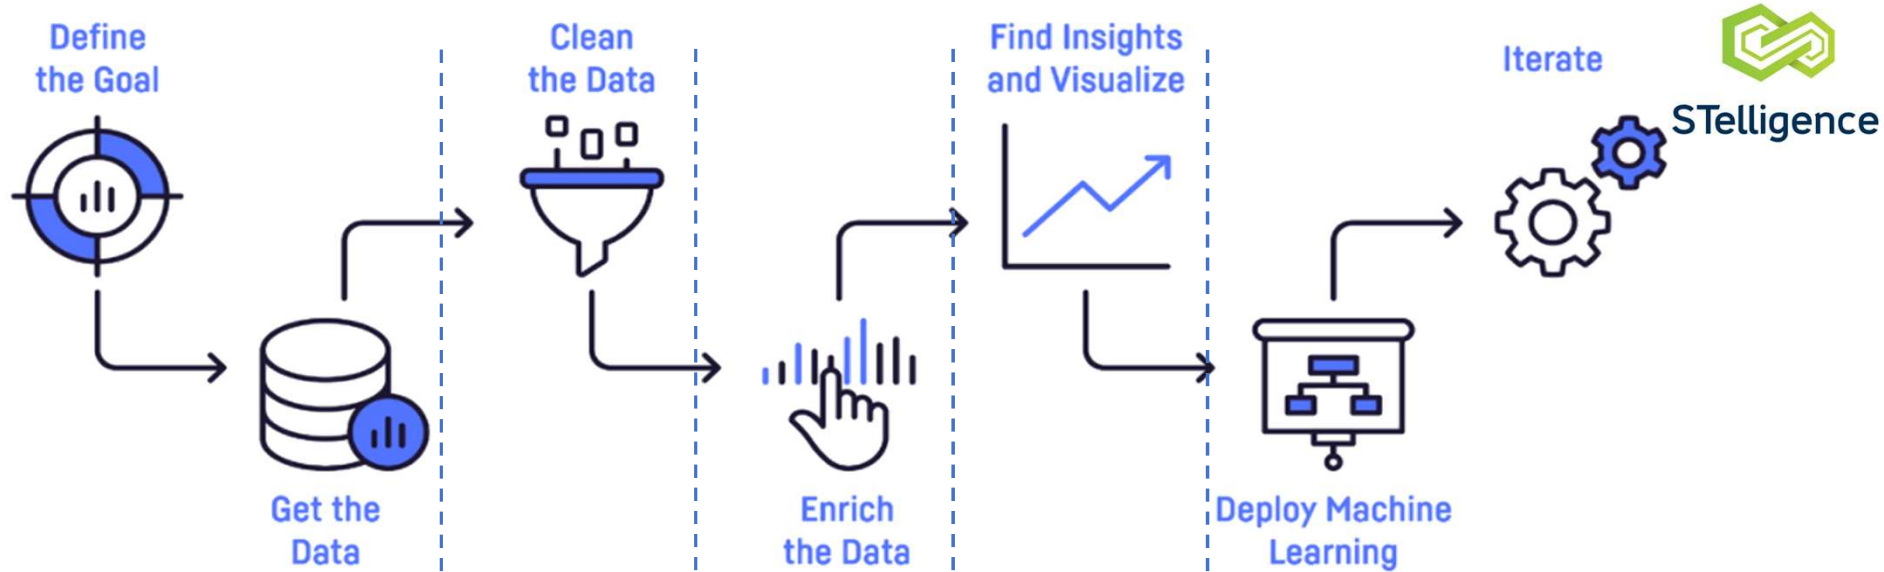 Define
the Goal
Get the
Data
Clean
the Data
Enrich
the Data
Find Insights
and Visualize
Deploy Machine
Learning
Iterate
STelligence